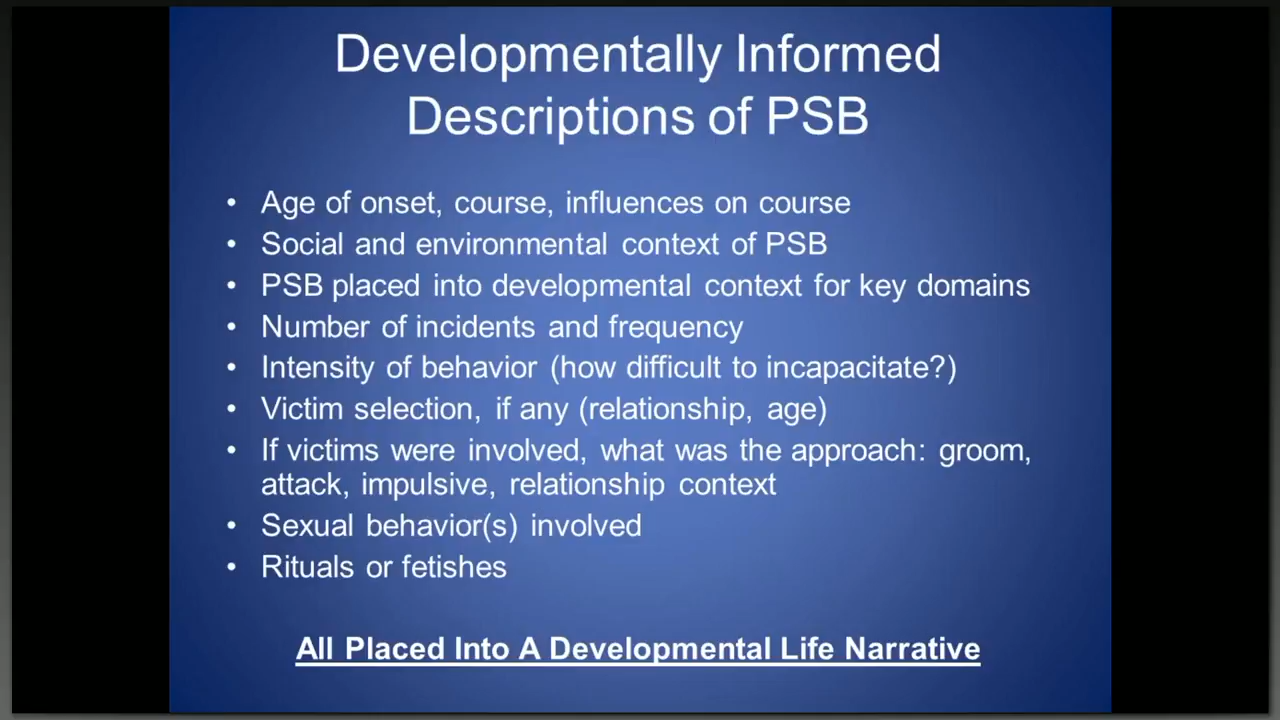 Developmentally Informed
Descriptions of PSB
• Age of onset, course, influences on course
• Social and environmental context of PSB
• PSB placed into developmental context for key domains
• Number of incidents and frequency
• Intensity of behavior (how difficult to incapacitate?)
• Victim selection, if any (relationship, age)
• If victims were involved, what was the approach: groom,
attack, impulsive, relationship context
• Sexual behavior(s) involved
• Rituals or fetishes
All Placed Into A Developmental Life Narrative